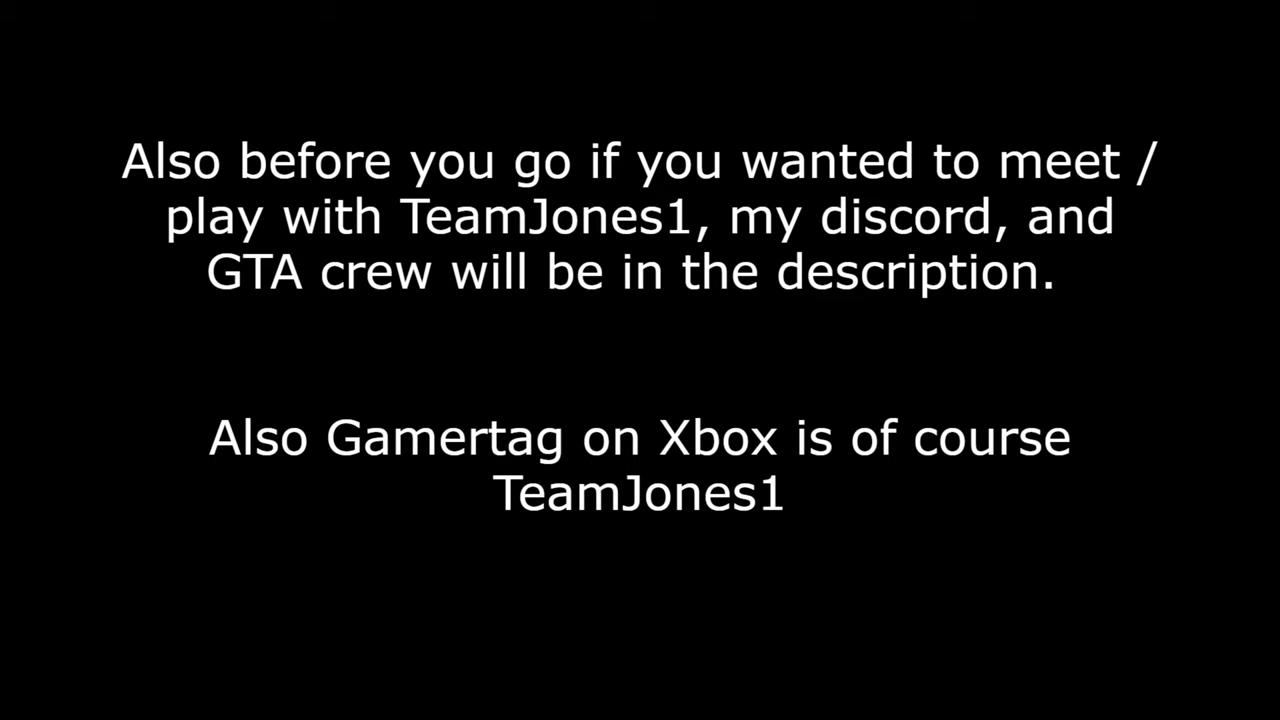 Also before you go if you wanted to meet /
play with TeamJones1, my discord, and
GTA crew will be in the description.
Also Gamertag on Xbox is of course
TeamJones1